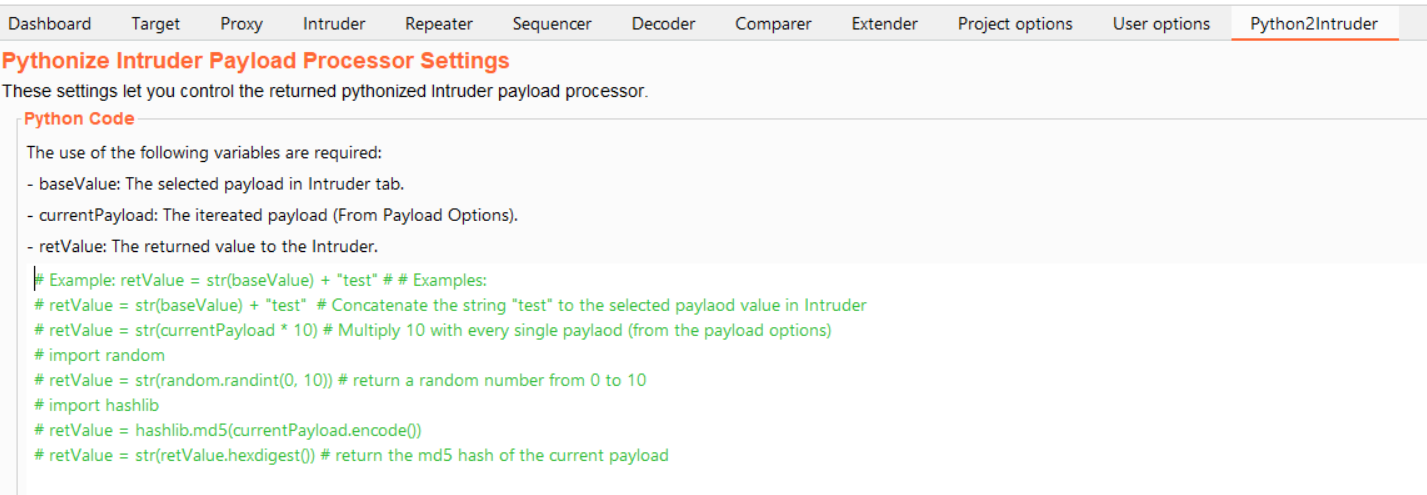 Dashboard Target Proxy Intruder Repeater Sequencer Decoder Comparer Extender Project options User options Python2Intruder
Pythonize Intruder Payload Processor Settings
These settings let you control the returned pythonized Intruder payload processor.
Python Code
The use of the following variables are required:
- baseValue: The selected payload in Intruder tab.
- currentPayload: The itereated payload (From Payload Options).
- retValue: The returned value to the Intruder.
# Example: retValue = str(baseValue) + "test" # # Examples:
# retValue = str(baseValue) + "test" # Concatenate the string "test" to the selected paylaod value in Intruder
# retValue = str(currentPayload * 10) # Multiply 10 with every single paylaod (from the payload options)
# import random
# retValue = str(random.randint(0, 10)) # return a random number from 0 to 10
# import hashlib
# retValue = hashlib.md5(currentPayload.encode())
# retValue = str(retValue.hexdigest()) # return the md5 hash of the current payload